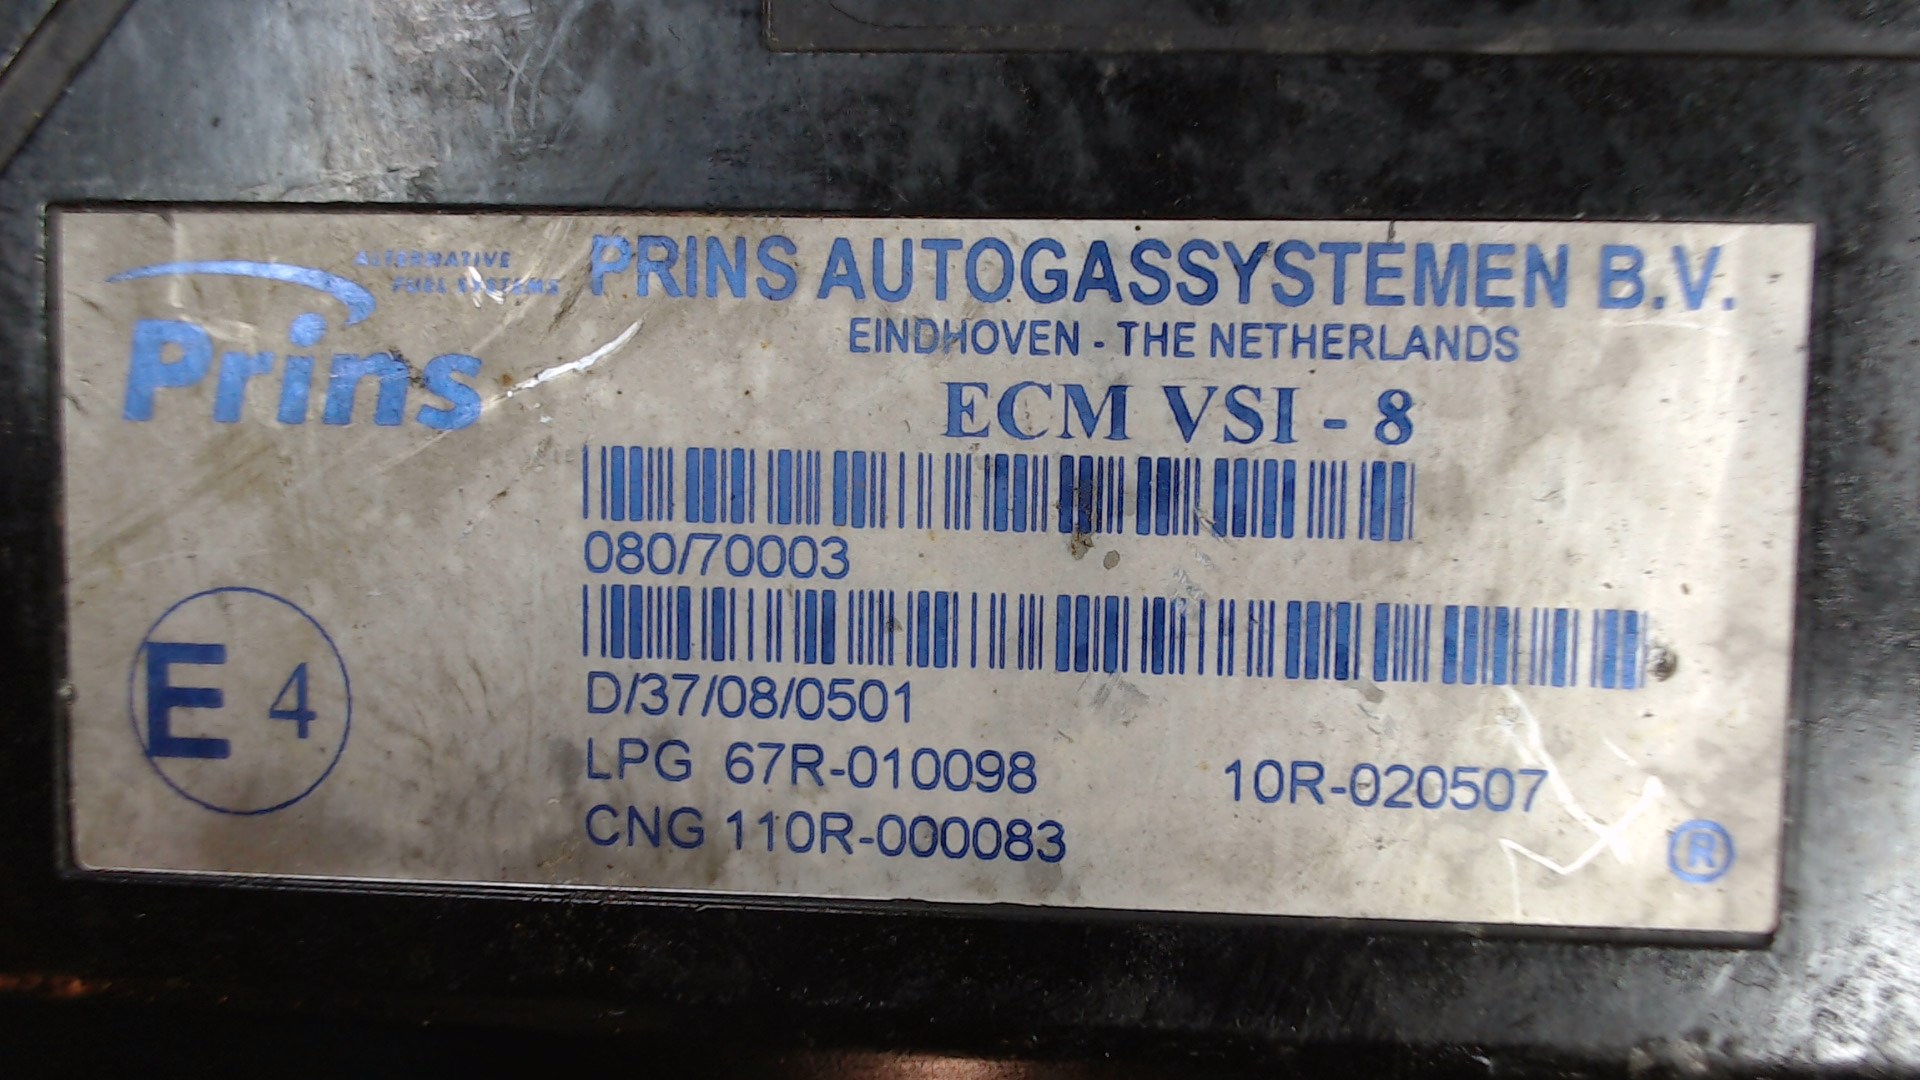 ALTERNATIVE
FUEL SYSTEMS
Prins
PRINS AUTOGASSYSTEMEN B.V.
EINDHOVEN - THE NETHERLANDS
ECM VSI - 8
080/70003
D/37/08/0501
E 4
LPG 67R-010098 10R-020507
CNG 110R-000083
®